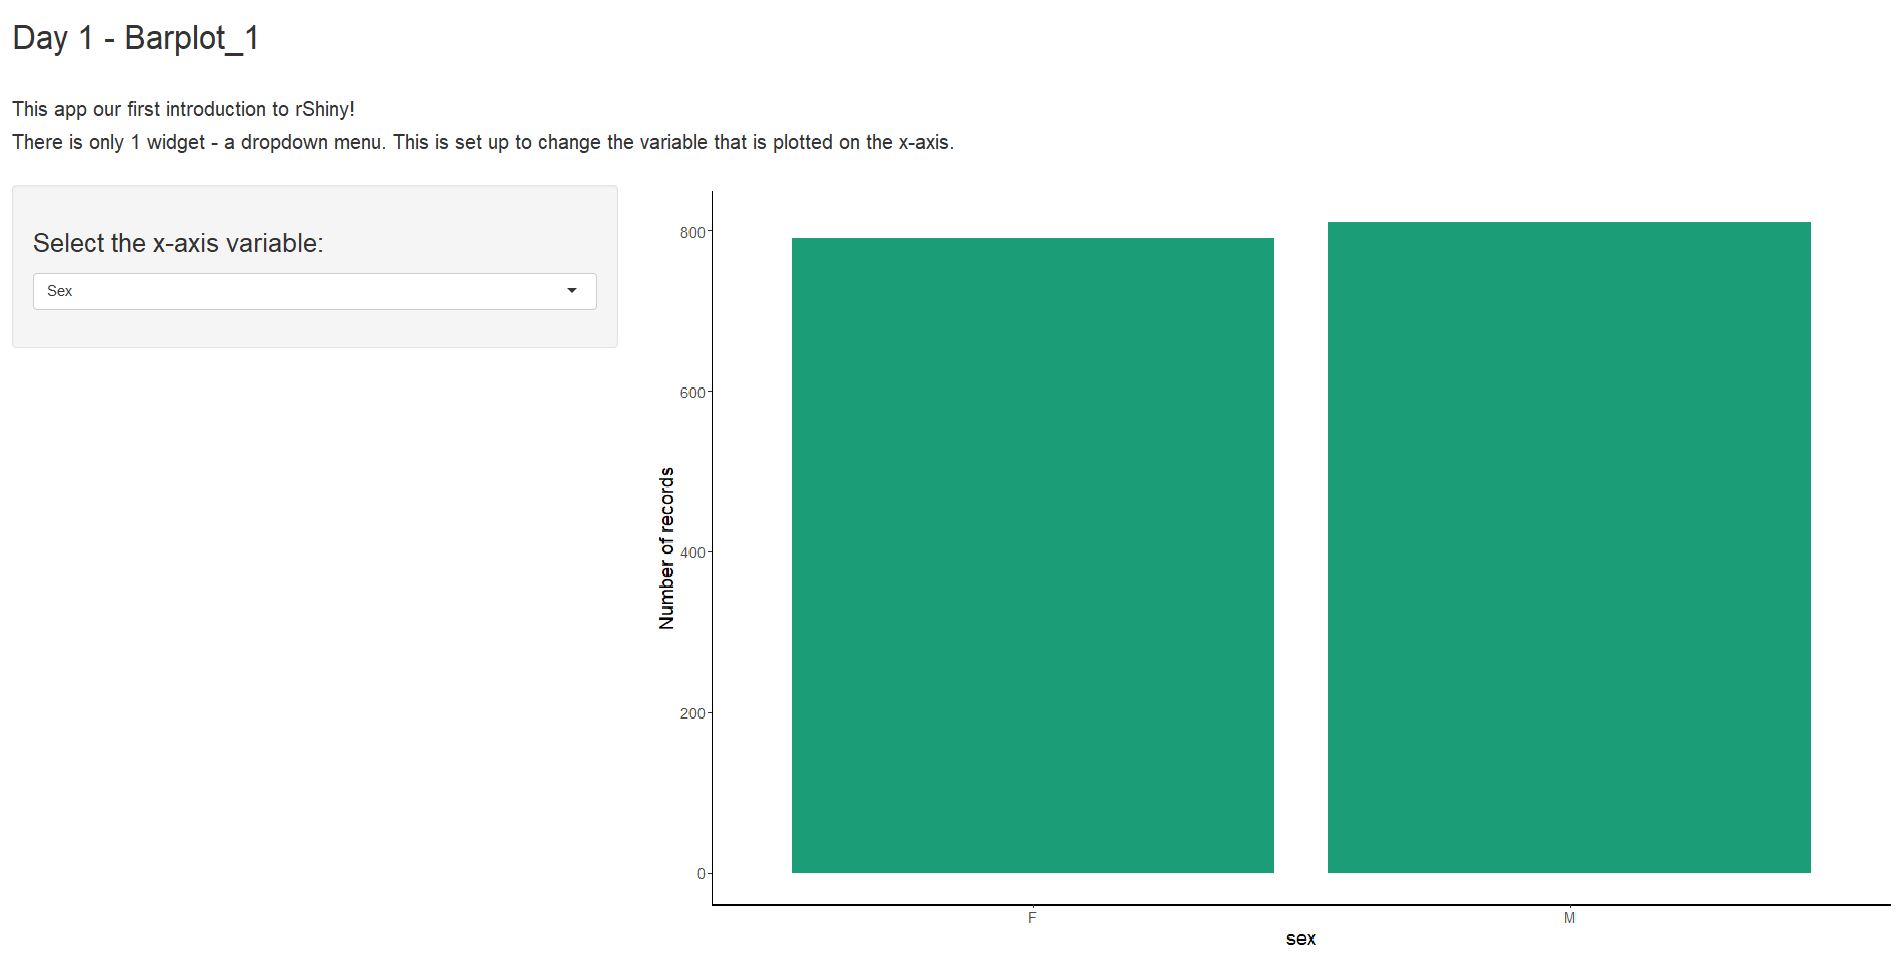 Day 1 - Barplot_1
This app our first introduction to rShiny!
There is only 1 widget - a dropdown menu. This is set up to change the variable that is plotted on the x-axis.
Select the x-axis variable:
Sex
Number of records
800
600
400
200
0
F M
sex